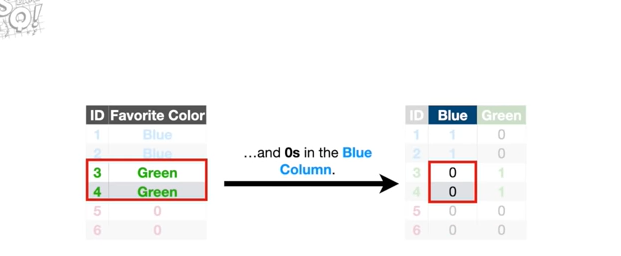 SQ!
ID Favorite Color
1 Blue
2 Blue
3 Green
4 Green
5 0
6 0
…and 0s in the Blue
Column.
ID Blue Green
1 1 0
2 1 0
3 0 1
4 0 1
5 0 0
6 0 0